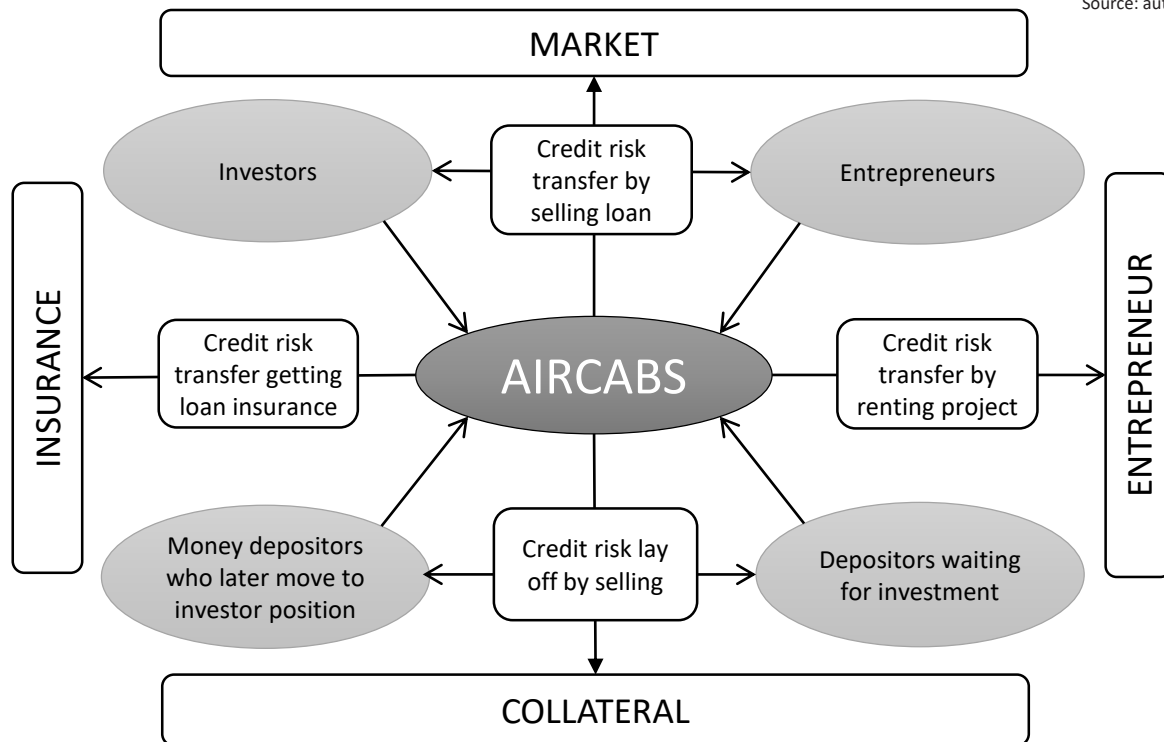 Source: aut
MARKET
Investors
Credit risk
transfer by
selling loan
Entrepreneurs
INSURANCE
Credit risk
transfer getting
loan insurance
AIRCABS
Credit risk
transfer by
renting project
ENTREPRENEUR
Money depositors
who later move to
investor position
Credit risk lay
off by selling
Depositors waiting
for investment
COLLATERAL